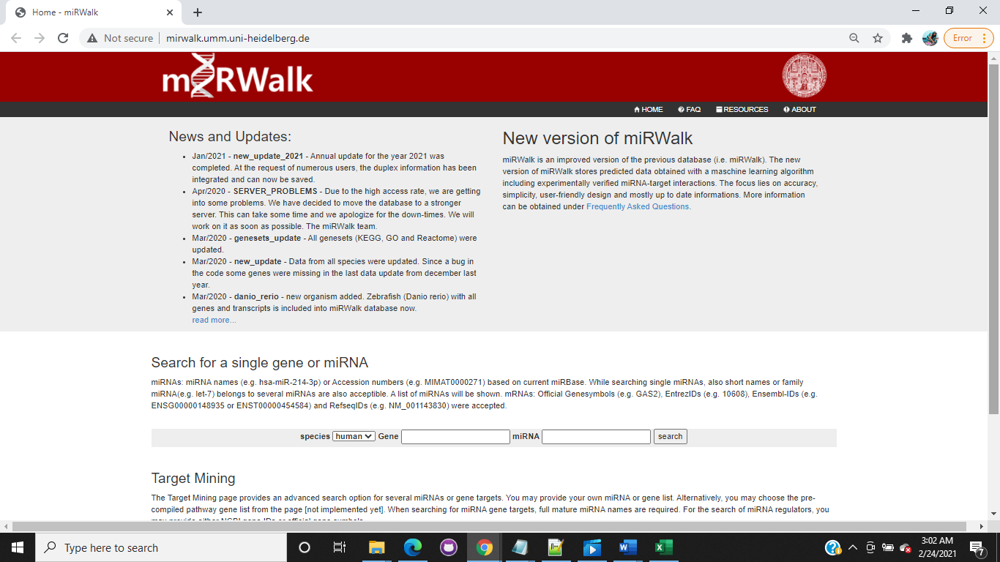 Home - miRWalk
Not secure
mirwalk.umm.uni-heidelberg.de
Error
miRWalk
HOME
FAQ
RESOURCES
ABOUT
News and Updates:
Jan/2021 - new_update_2021 - Annual update for the year 2021 was
completed. At the request of numerous users, the duplex information has been
integrated and can now be saved.
Apr/2020 - SERVER_PROBLEMS - Due to the high access rate, we are getting
into some problems. We have decided to move the database to a stronger
server. This can take some time and we apologize for the down-times. We will
work on it as soon as possible. The miRWalk team.
Mar/2020 - genesets_update - All genesets (KEGG, GO and Reactome) were
updated.
Mar/2020 - new_update - Data from all species were updated. Since a bug in
the code some genes were missing in the last data update from december last
year.
Mar/2020 - danio_rerio - new organism added. Zebrafish (Danio rerio) with all
genes and transcripts is included into miRWalk database now.
read more...
New version of miRWalk
miRWalk is an improved version of the previous database (i.e. miRWalk). The new
version of miRWalk stores predicted data obtained with a maschine learning algorithm
including experimentally verified miRNA-target interactions. The focus lies on accuracy,
simplicity, user-friendly design and mostly up to date informations. More information
can be obtained under Frequently Asked Questions.
Search for a single gene or miRNA
miRNAs: miRNA names (e.g. hsa-miR-214-3p) or Accession numbers (e.g. MIMAT0000271) based on current miRBase. While searching single miRNAs, also short names or family
miRNA(e.g. let-7) belongs to several miRNAs are also acceptible. A list of miRNAs will be shown. mRNAs: Official Genesymbols (e.g. GAS2), EntrezIDs (e.g. 10608), Ensembl-IDs (e.g.
ENSG00000148935 or ENST00000454584) and RefseqIDs (e.g. NM_001143830) were accepted.
species human Gene miRNA search
Target Mining
The Target Mining page provides an advanced search option for several miRNAs or gene targets. You may provide your own miRNA or gene list. Alternatively, you may choose the pre-
compiled pathway gene list from the page [not implemented yet]. When searching for miRNA gene targets, full mature miRNA names are required. For the search of miRNA regulators, you
may provide either NCBI gene IDs or official gene symbols.
Type here to search
3:02 AM
2/24/2021
7